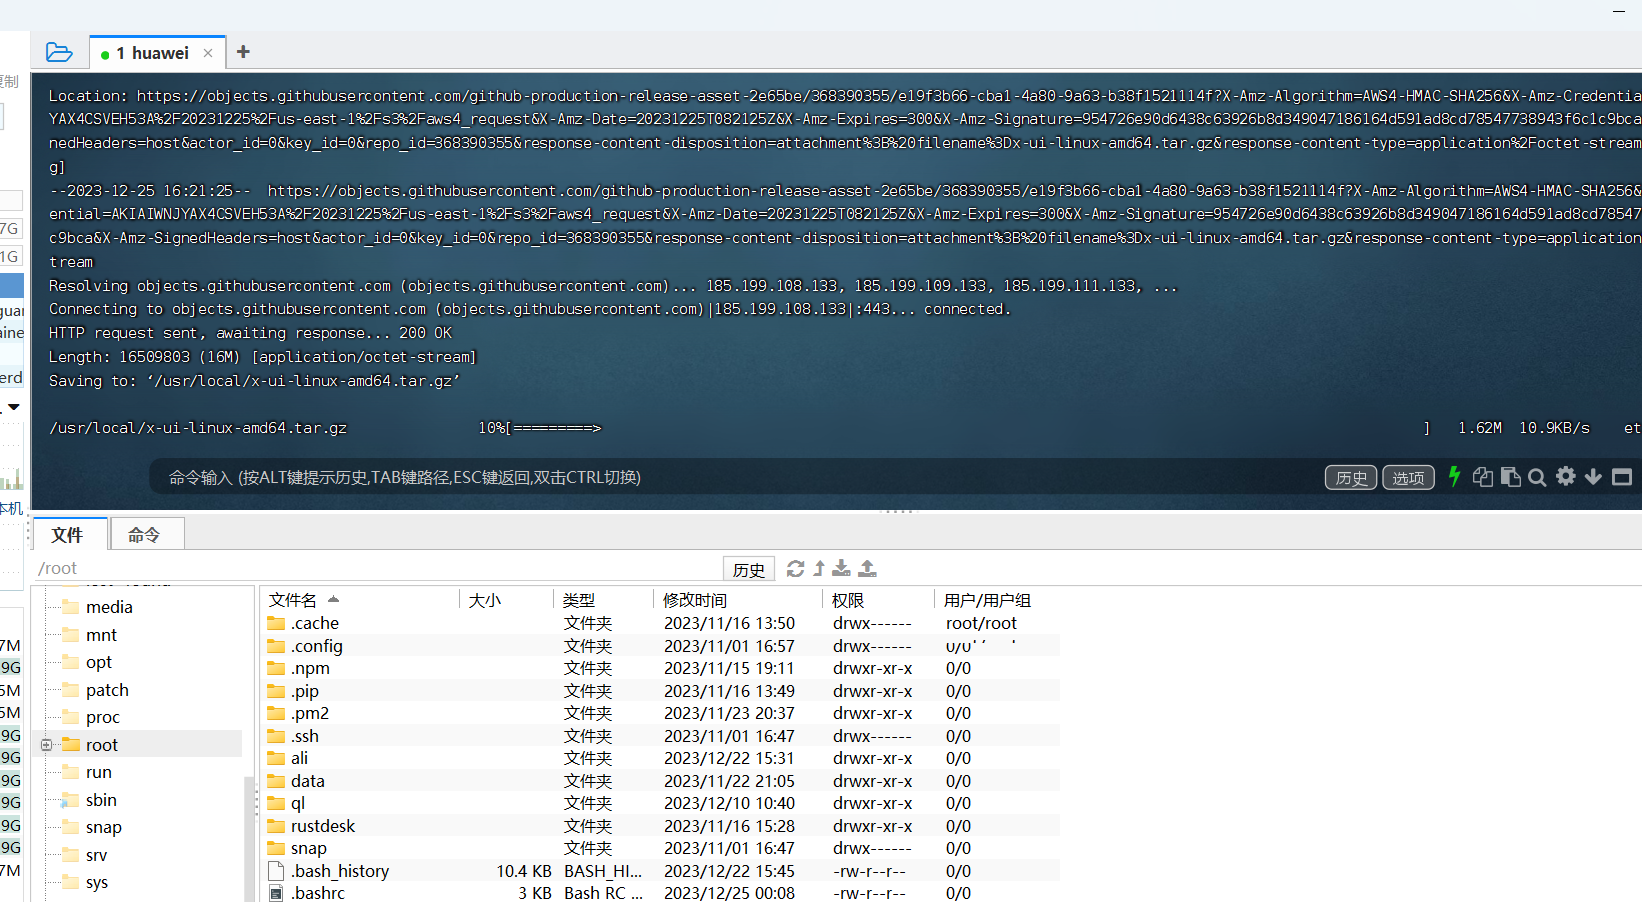 1 huawei
复制
Location: https://objects.githubusercontent.com/github-production-release-asset-2e65be/368390355/e19f3b66-cba1-4a80-9a63-b38f1521114f?X-Amz-Algorithm=AWS4-HMAC-SHA256&X-Amz-Credentia
YAX4CSVEH53A%2F20231225%2Fus-east-1%2Fs3%2Faws4_request&X-Amz-Date=20231225T082125Z&X-Amz-Expires=300&X-Amz-Signature=954726e90d6438c63926b8d349047186164d591ad8cd78547738943f6c1c9bca
nedHeaders=host&actor_id=0&key_id=0&repo_id=368390355&response-content-disposition=attachment%3B%20filename%3Dx-ui-linux-amd64.tar.gz&response-content-type=application%2Foctet-stream
g]
--2023-12-25 16:21:25--  https://objects.githubusercontent.com/github-production-release-asset-2e65be/368390355/e19f3b66-cba1-4a80-9a63-b38f1521114f?X-Amz-Algorithm=AWS4-HMAC-SHA256&
ential=AKIAIWNJYAX4CSVEH53A%2F20231225%2Fus-east-1%2Fs3%2Faws4_request&X-Amz-Date=20231225T082125Z&X-Amz-Expires=300&X-Amz-Signature=954726e90d6438c63926b8d349047186164d591ad8cd78547
c9bca&X-Amz-SignedHeaders=host&actor_id=0&key_id=0&repo_id=368390355&response-content-disposition=attachment%3B%20filename%3Dx-ui-linux-amd64.tar.gz&response-content-type=application
tream
Resolving objects.githubusercontent.com (objects.githubusercontent.com)... 185.199.108.133, 185.199.109.133, 185.199.111.133, ...
Connecting to objects.githubusercontent.com (objects.githubusercontent.com)|185.199.108.133|:443... connected.
HTTP request sent, awaiting response... 200 OK
Length: 16509803 (16M) [application/octet-stream]
Saving to: ‘/usr/local/x-ui-linux-amd64.tar.gz’
/usr/local/x-ui-linux-amd64.tar.gz 10%[=========> ] 1.62M 10.9KB/s et
命令输入 (按ALT键提示历史,TAB键路径,ESC键返回,双击CTRL切换) 历史 选项
本机
文件 命令
/root 历史
media
mnt
opt
patch
proc
root
run
sbin
snap
srv
sys
文件名 大小 类型 修改时间 权限 用户/用户组
.cache 文件夹 2023/11/16 13:50 drwx------ root/root
.config 文件夹 2023/11/01 16:57 drwx------
.npm 文件夹 2023/11/15 19:11 drwxr-xr-x 0/0
.pip 文件夹 2023/11/16 13:49 drwxr-xr-x 0/0
.pm2 文件夹 2023/11/23 20:37 drwxr-xr-x 0/0
.ssh 文件夹 2023/11/01 16:47 drwx------ 0/0
ali 文件夹 2023/12/22 15:31 drwxr-xr-x 0/0
data 文件夹 2023/11/22 21:05 drwxr-xr-x 0/0
ql 文件夹 2023/12/10 10:40 drwxr-xr-x 0/0
rustdesk 文件夹 2023/11/16 15:28 drwxr-xr-x 0/0
snap 文件夹 2023/11/01 16:47 drwx------ 0/0
.bash_history 10.4 KB BASH_HI... 2023/12/22 15:45 -rw-r--r-- 0/0
.bashrc 3 KB Bash RC ... 2023/12/25 00:08 -rw-r--r-- 0/0